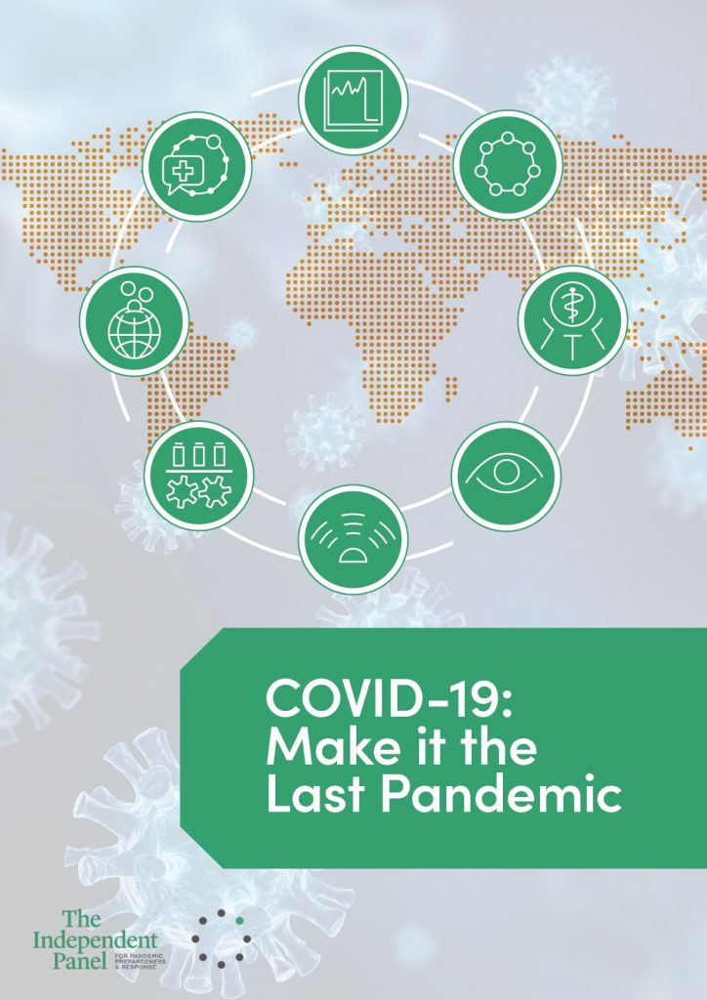 COVID-19:
Make it the
Last Pandemic
The
Independent
Panel
FOR PANDEMIC
PREPAREDNESS
& RESPONSE